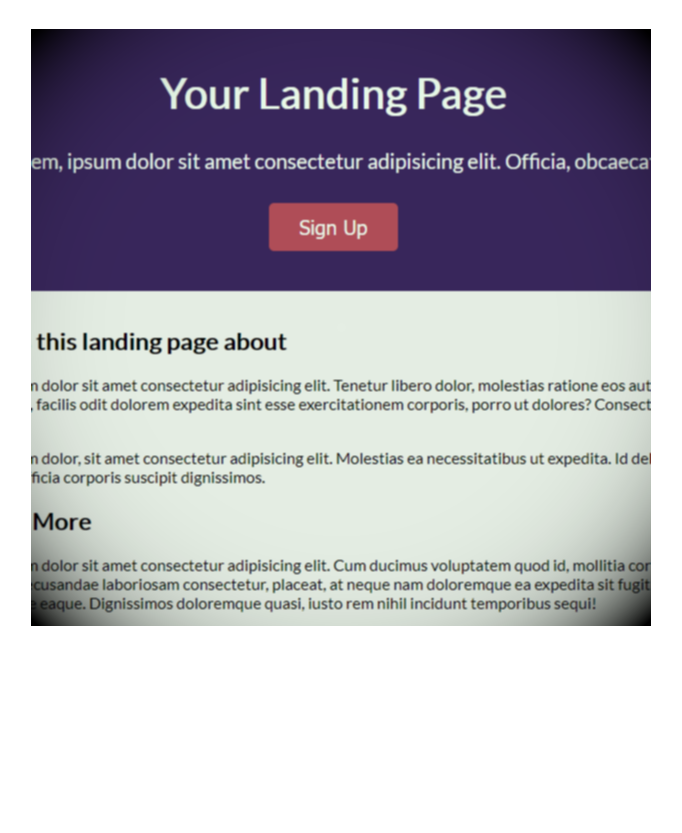 Your Landing Page
em, ipsum dolor sit amet consectetur adipisicing elit. Officia, obcaeca
Sign Up
this landing page about
dolor sit amet consectetur adipisicing elit. Tenetur libero dolor, molestias ratione eos aut
, facilis odit dolorem expedita sint esse exercitationem corporis, porro ut dolores? Consect
dolor, sit amet consectetur adipisicing elit. Molestias ea necessitatibus ut expedita. Id del
ficia corporis suscipit dignissimos.
More
dolor sit amet consectetur adipisicing elit. Cum ducimus voluptatem quod id, mollitia cor
cusandae laboriosam consectetur, placeat, at neque nam doloremque ea expedita sit fugit
eaque. Dignissimos doloremque quasi, iusto rem nihil incidunt temporibus sequi!